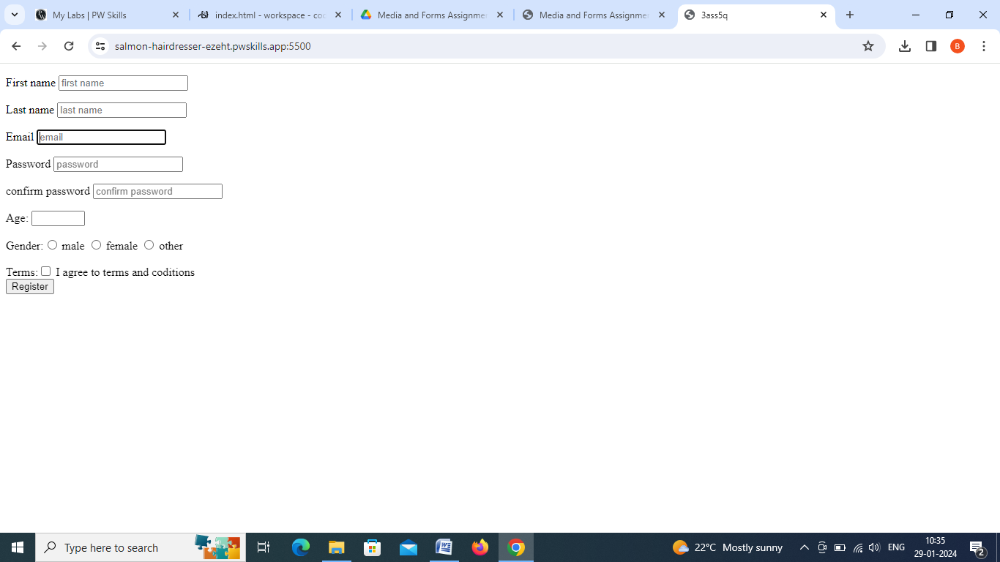 My Labs | PW Skills
index.html - workspace - co
Media and Forms Assignme
Media and Forms Assignme
3ass5q
salmon-hairdresser-ezeht.pwskills.app:5500
B
First name first name
Last name last name
Email email
Password password
confirm password confirm password
Age:
Gender: male female other
Terms: I agree to terms and coditions
Register
Type here to search
22°C Mostly sunny
ENG
10:35
29-01-2024
2